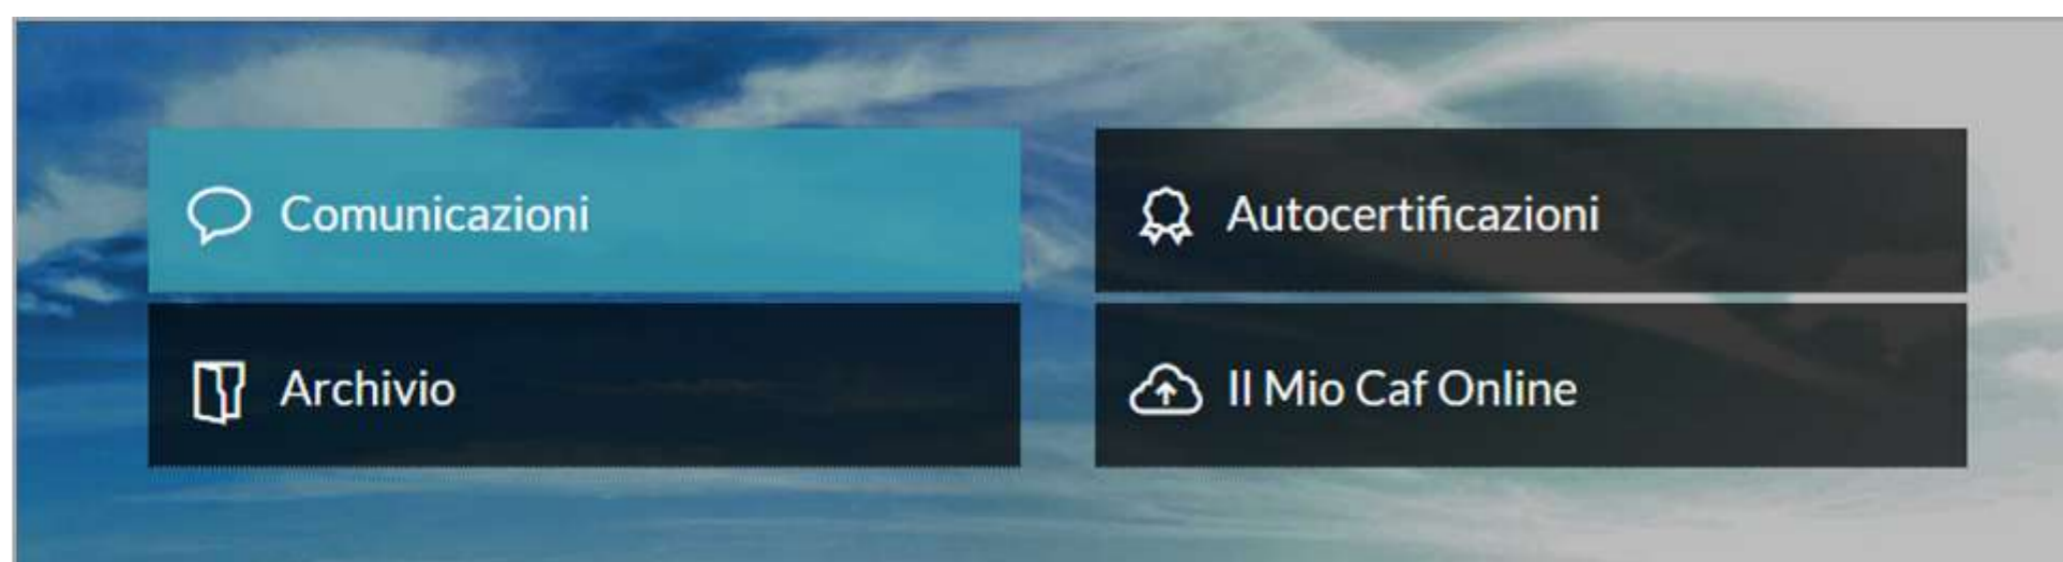 Comunicazioni
Autocertificazioni
Archivio
Il Mio Caf Online